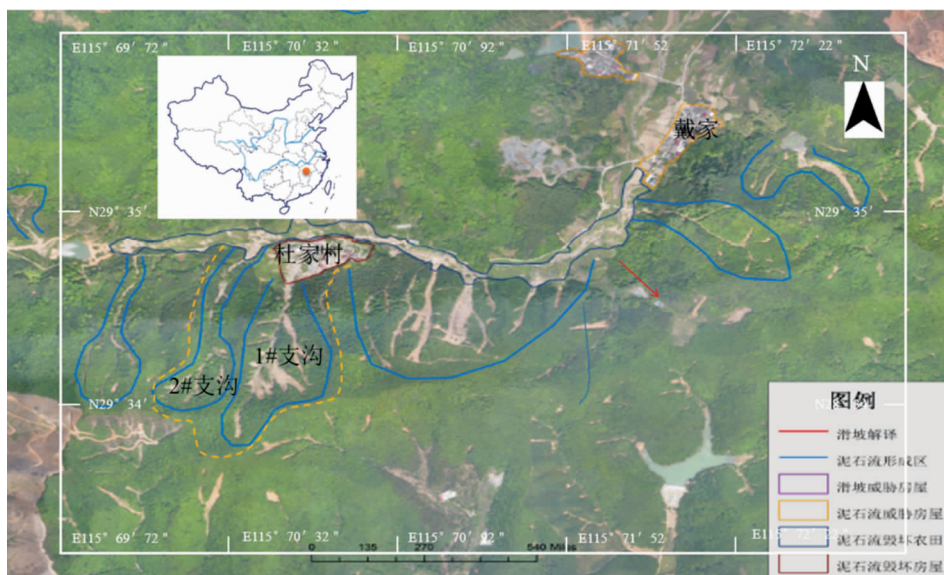 E115° 69′ 72″
E115° 70′ 32″
E115° 70′ 92″
E115° 71′ 52″
E115° 72′ 22″
N
戴家
N29° 35′
N29° 35′
杜家村
1#支沟
2#支沟
N29° 34′
图例
滑坡解译
泥石流形成区
滑坡威胁房屋
泥石流威胁房屋
泥石流毁坏农田
泥石流毁坏房屋
E115° 69′ 72″
E115° 70′ 32″
E115° 70′ 92″
E115° 71′ 52″
E115° 72′
0 135 270 540 Miles